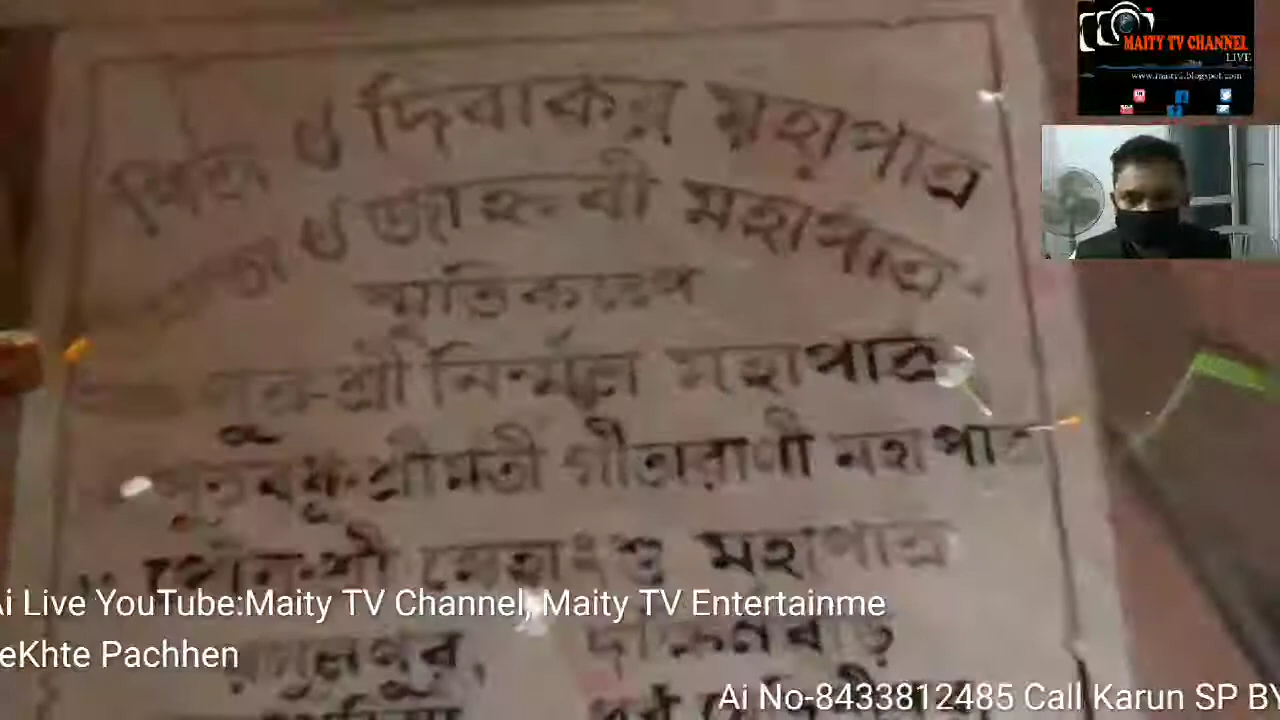 পিতা ৺ দিবাকর মহাপাত্র
মাতা ৺ জাহ্নবী মহাপাত্র
স্মৃতিকল্পে
পুত্র-শ্রী নির্ম্মল মহাপাত্র
পুত্রবধূ-শ্রীমতী গীতারাণী মহাপাত্র
পৌত্র-শ্রী স্নেহাংশু মহাপাত্র
MAITY TV CHANNEL
LIVE
Ai Live YouTube:Maity TV Channel, Maity TV Entertainme
eKhte Pachhen
Ai No-8433812485 Call Karun SP BY